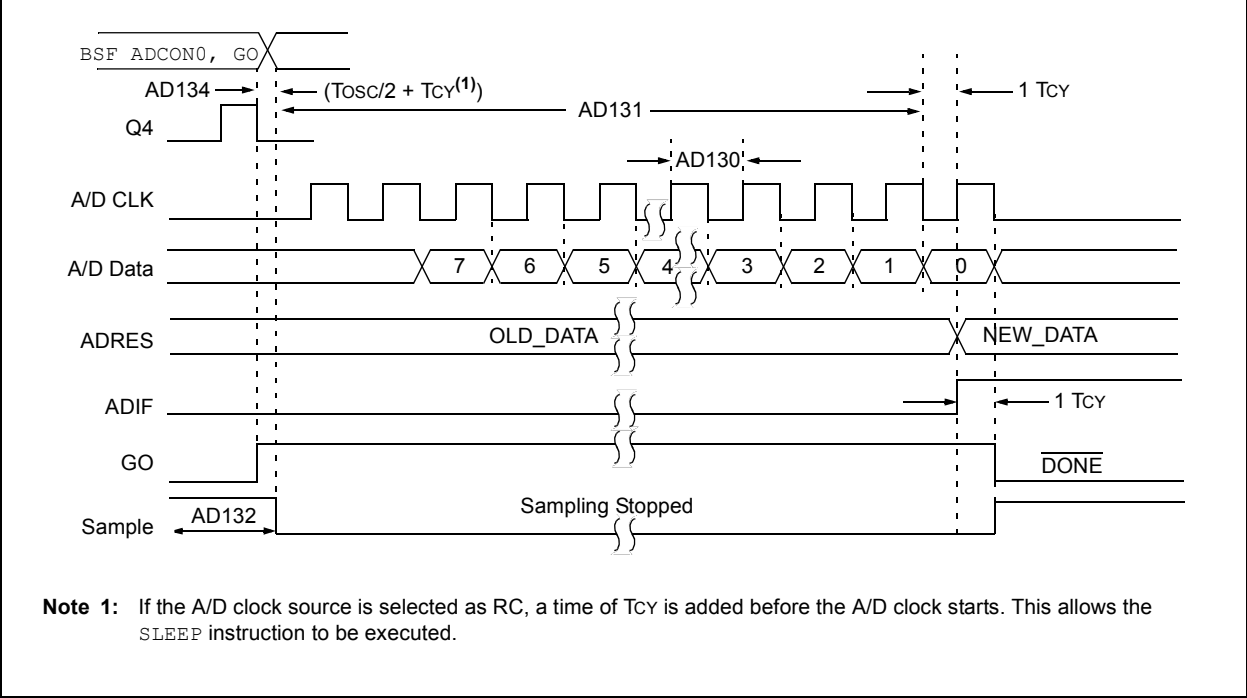 BSF ADCON0, GO
AD134 (TOSC/2 + TCY(1)) 1 TCY
AD131
Q4
AD130
A/D CLK
A/D Data 7 6 5 4 3 2 1 0
ADRES OLD_DATA NEW_DATA
ADIF 1 TCY
GO DONE
Sample AD132 Sampling Stopped
Note 1: If the A/D clock source is selected as RC, a time of TCY is added before the A/D clock starts. This allows the
SLEEP instruction to be executed.